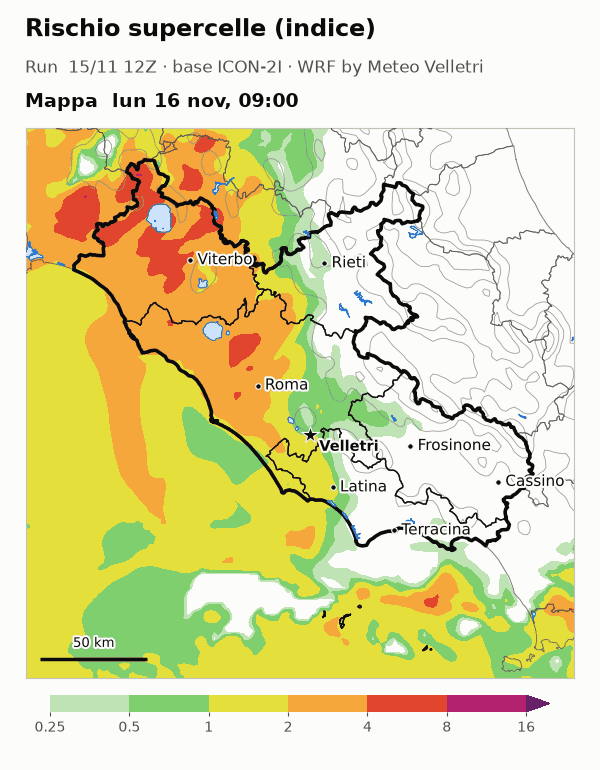 Rischio supercelle (indice)
Run 15/11 12Z · base ICON-2I · WRF by Meteo Velletri
Mappa lun 16 nov, 09:00
Viterbo
Rieti
Roma
Velletri
Frosinone
Latina
Cassino
Terracina
50 km
0.25 0.5 1 2 4 8 16